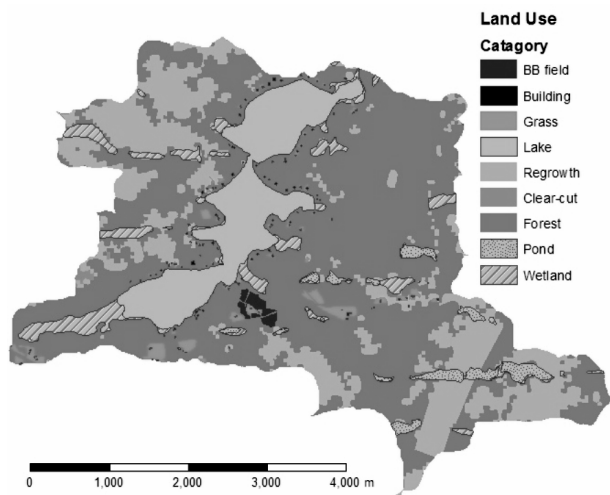 Land Use
Catagory
BB field
Building
Grass
Lake
Regrowth
Clear-cut
Forest
Pond
Wetland
0 1,000 2,000 3,000 4,000 m